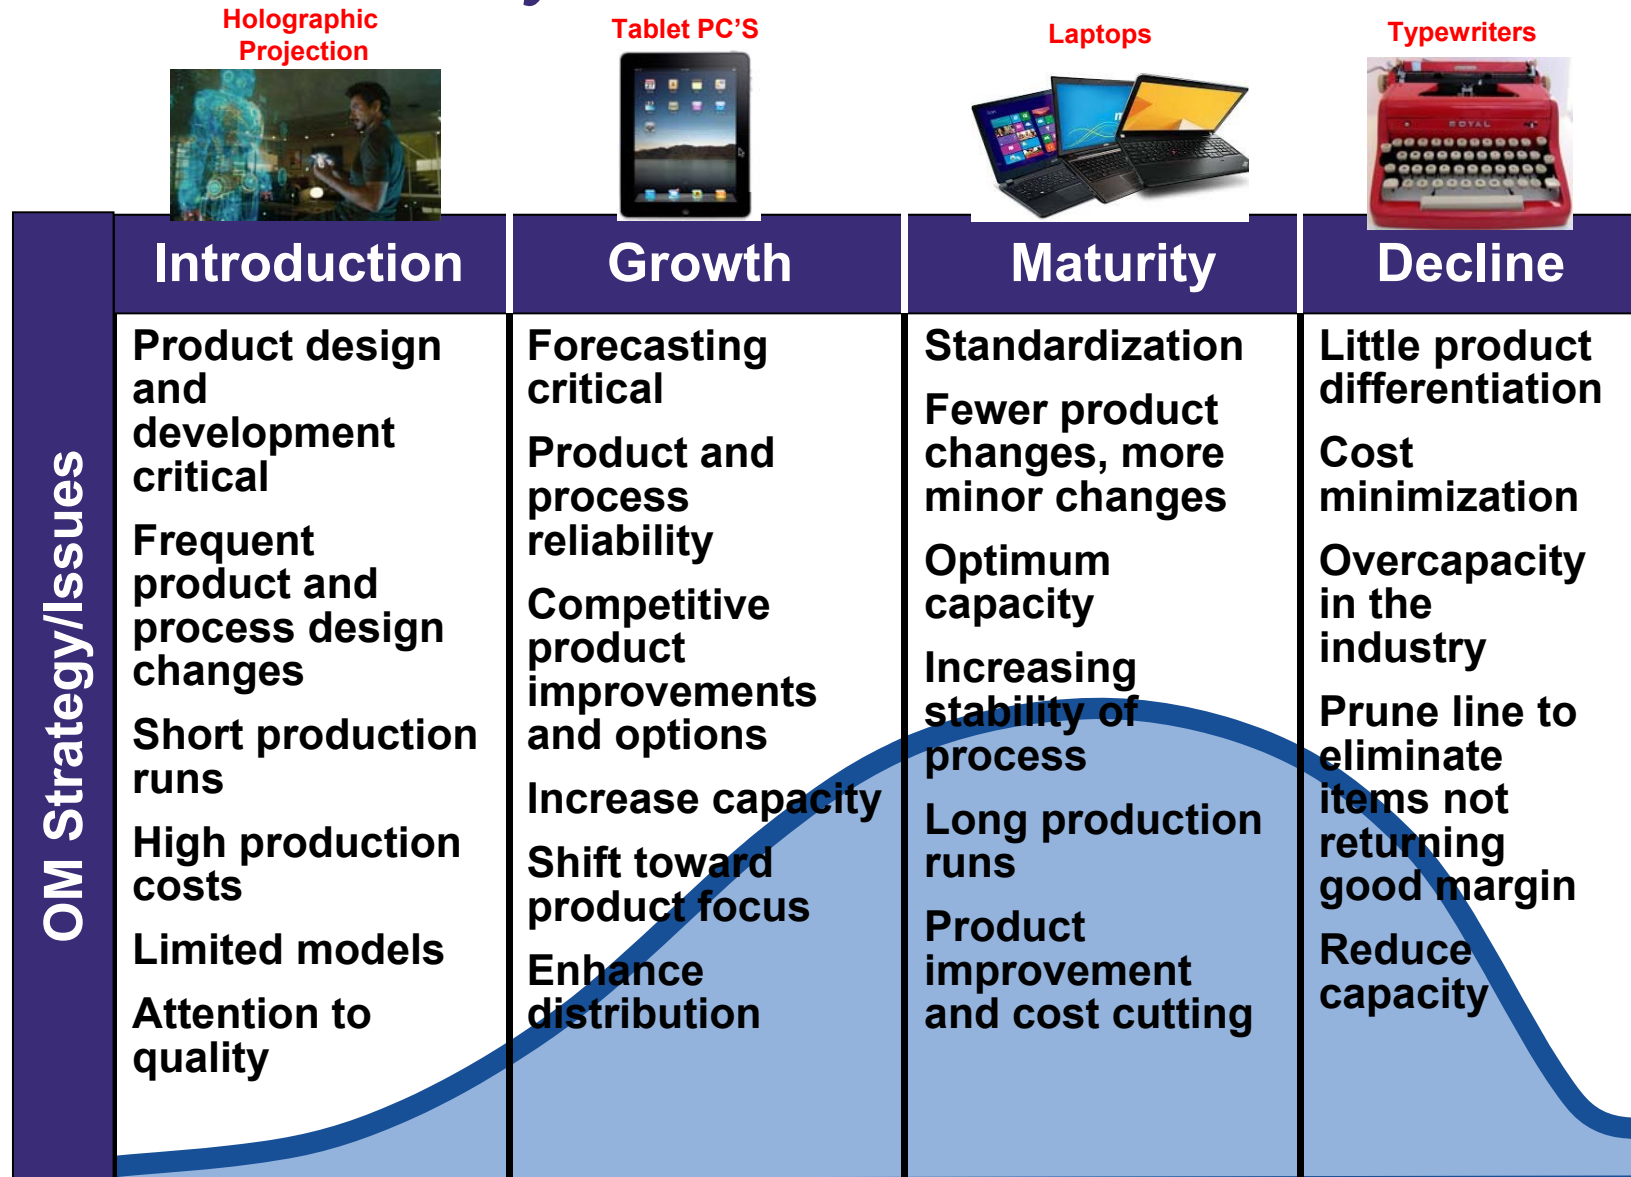 Holographic
Projection
Tablet PC'S
Laptops
Typewriters
ROYAL
Introduction
Growth
Maturity
Decline
OM Strategy/Issues
Product design
and
development
critical
Frequent
product and
process design
changes
Short production
runs
High production
costs
Limited models
Attention to
quality
Forecasting
critical
Product and
process
reliability
Competitive
product
improvements
and options
Increase capacity
Shift toward
product focus
Enhance
distribution
Standardization
Fewer product
changes, more
minor changes
Optimum
capacity
Increasing
stability of
process
Long production
runs
Product
improvement
and cost cutting
Little product
differentiation
Cost
minimization
Overcapacity
in the
industry
Prune line to
eliminate
items not
returning
good margin
Reduce
capacity